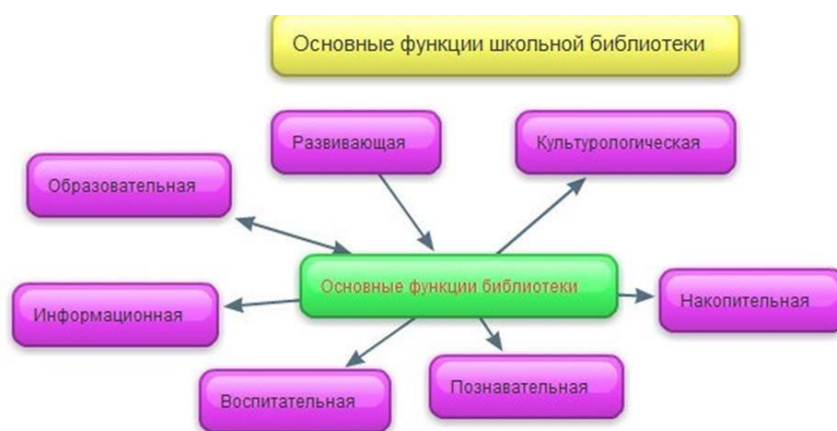 Основные функции школьной библиотеки
Развивающая
Культурологическая
Образовательная
Основные функции библиотеки
Информационная
Накопительная
Воспитательная
Познавательная